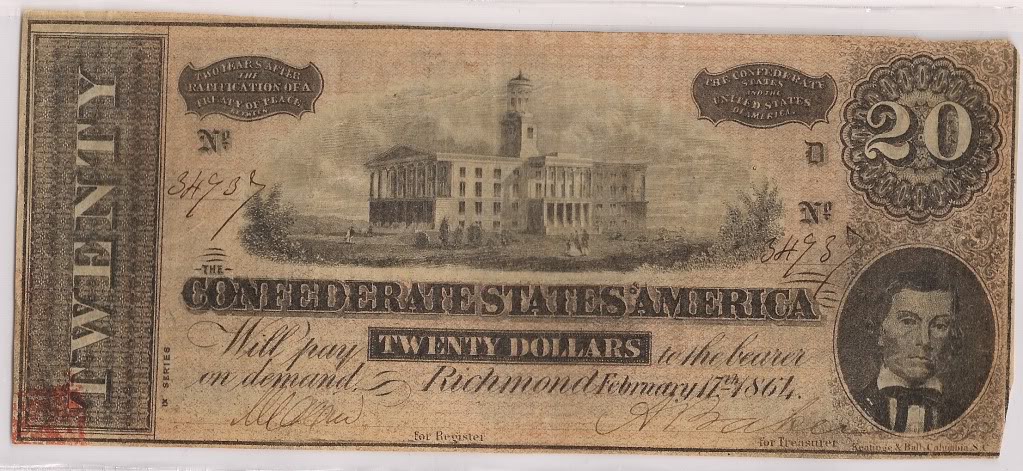 TWENTY
TWO YEARS AFTER
THE
RATIFICATION OF A
TREATY OF PEACE
BETWEEN
THE CONFEDERATE
STATES
AND THE
UNITED STATES
OF AMERICA.
20
No.
D
34937
No.
34937
THE
CONFEDERATE STATES OF AMERICA
Will pay TWENTY DOLLARS to the bearer
on demand. Richmond February 17th 1864.
IX SERIES
for Register
for Treasurer
Keatinge & Ball, Columbia, S.C.